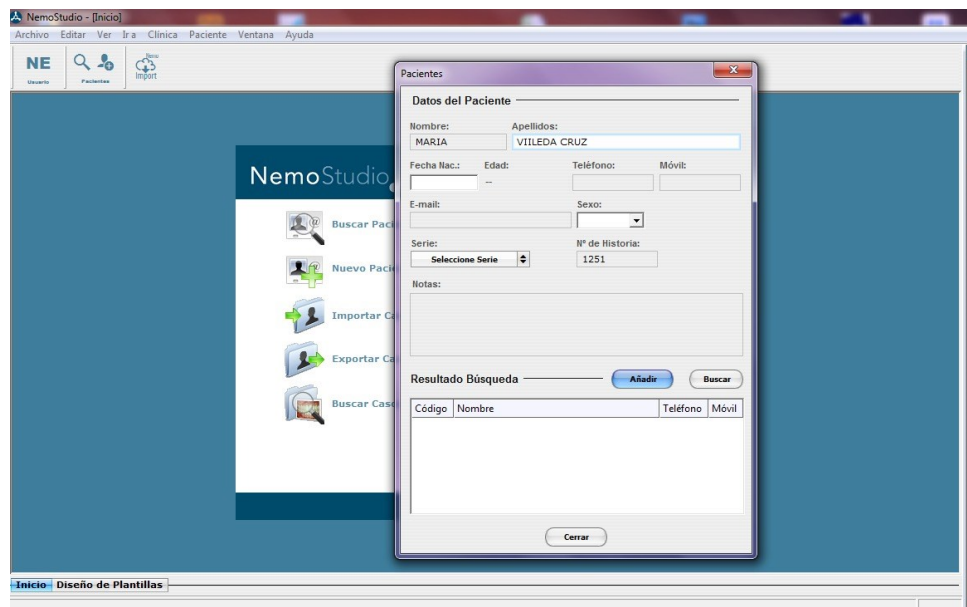 NemoStudio - [Inicio]
Archivo Editar Ver Ir a Clínica Paciente Ventana Ayuda
NE
Usuario
Pacientes
Nemo
Import
NemoStudio
Buscar Paci
Nuevo Pacie
Importar Ca
Exportar Ca
Buscar Caso
Pacientes
Datos del Paciente
Nombre: Apellidos:
MARIA VIILEDA CRUZ
Fecha Nac.: Edad: Teléfono: Móvil:
--
E-mail: Sexo:
Serie: Nº de Historia:
Seleccione Serie 1251
Notas:
Resultado Búsqueda Añadir Buscar
Código Nombre Teléfono Móvil
Cerrar
Inicio Diseño de Plantillas